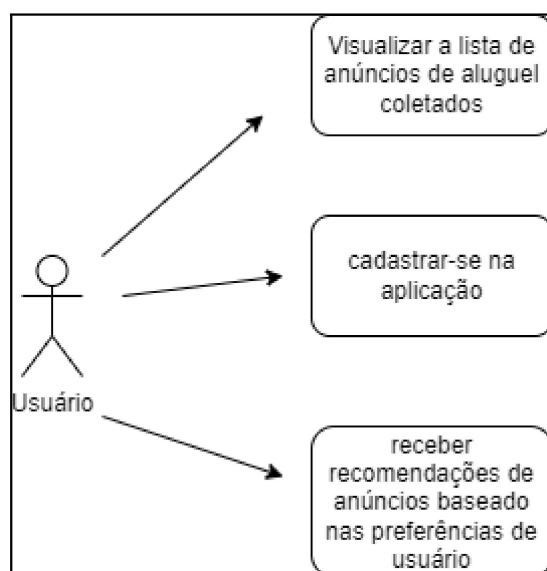 Visualizar a lista de
anúncios de aluguel
coletados
cadastrar-se na
aplicação
Usuário
receber
recomendações de
anúncios baseado
nas preferências de
usuário